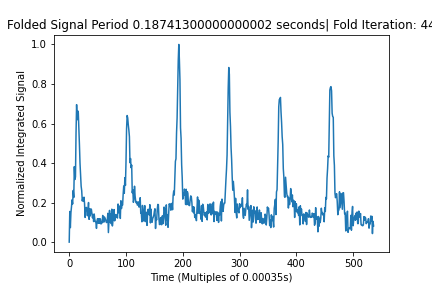 Folded Signal Period 0.18741300000000002 seconds| Fold Iteration: 44
Normalized Integrated Signal
1.0
0.8
0.6
0.4
0.2
0.0
0 100 200 300 400 500
Time (Multiples of 0.00035s)